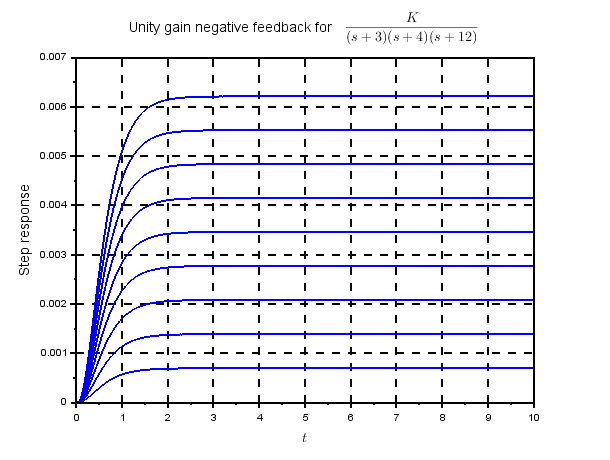 Unity gain negative feedback for K / (s + 3)(s + 4)(s + 12)
0.007
0.006
0.005
0.004
0.003
0.002
0.001
0
Step response
0 1 2 3 4 5 6 7 8 9 10
t